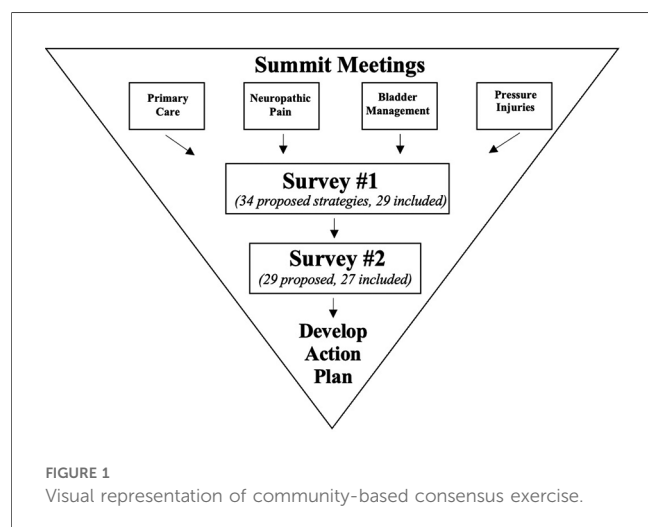 Summit Meetings
Primary
Care
Neuropathic
Pain
Bladder
Management
Pressure
Injuries
Survey #1
(34 proposed strategies, 29 included)
Survey #2
(29 proposed, 27 included)
Develop
Action
Plan
FIGURE 1
Visual representation of community-based consensus exercise.